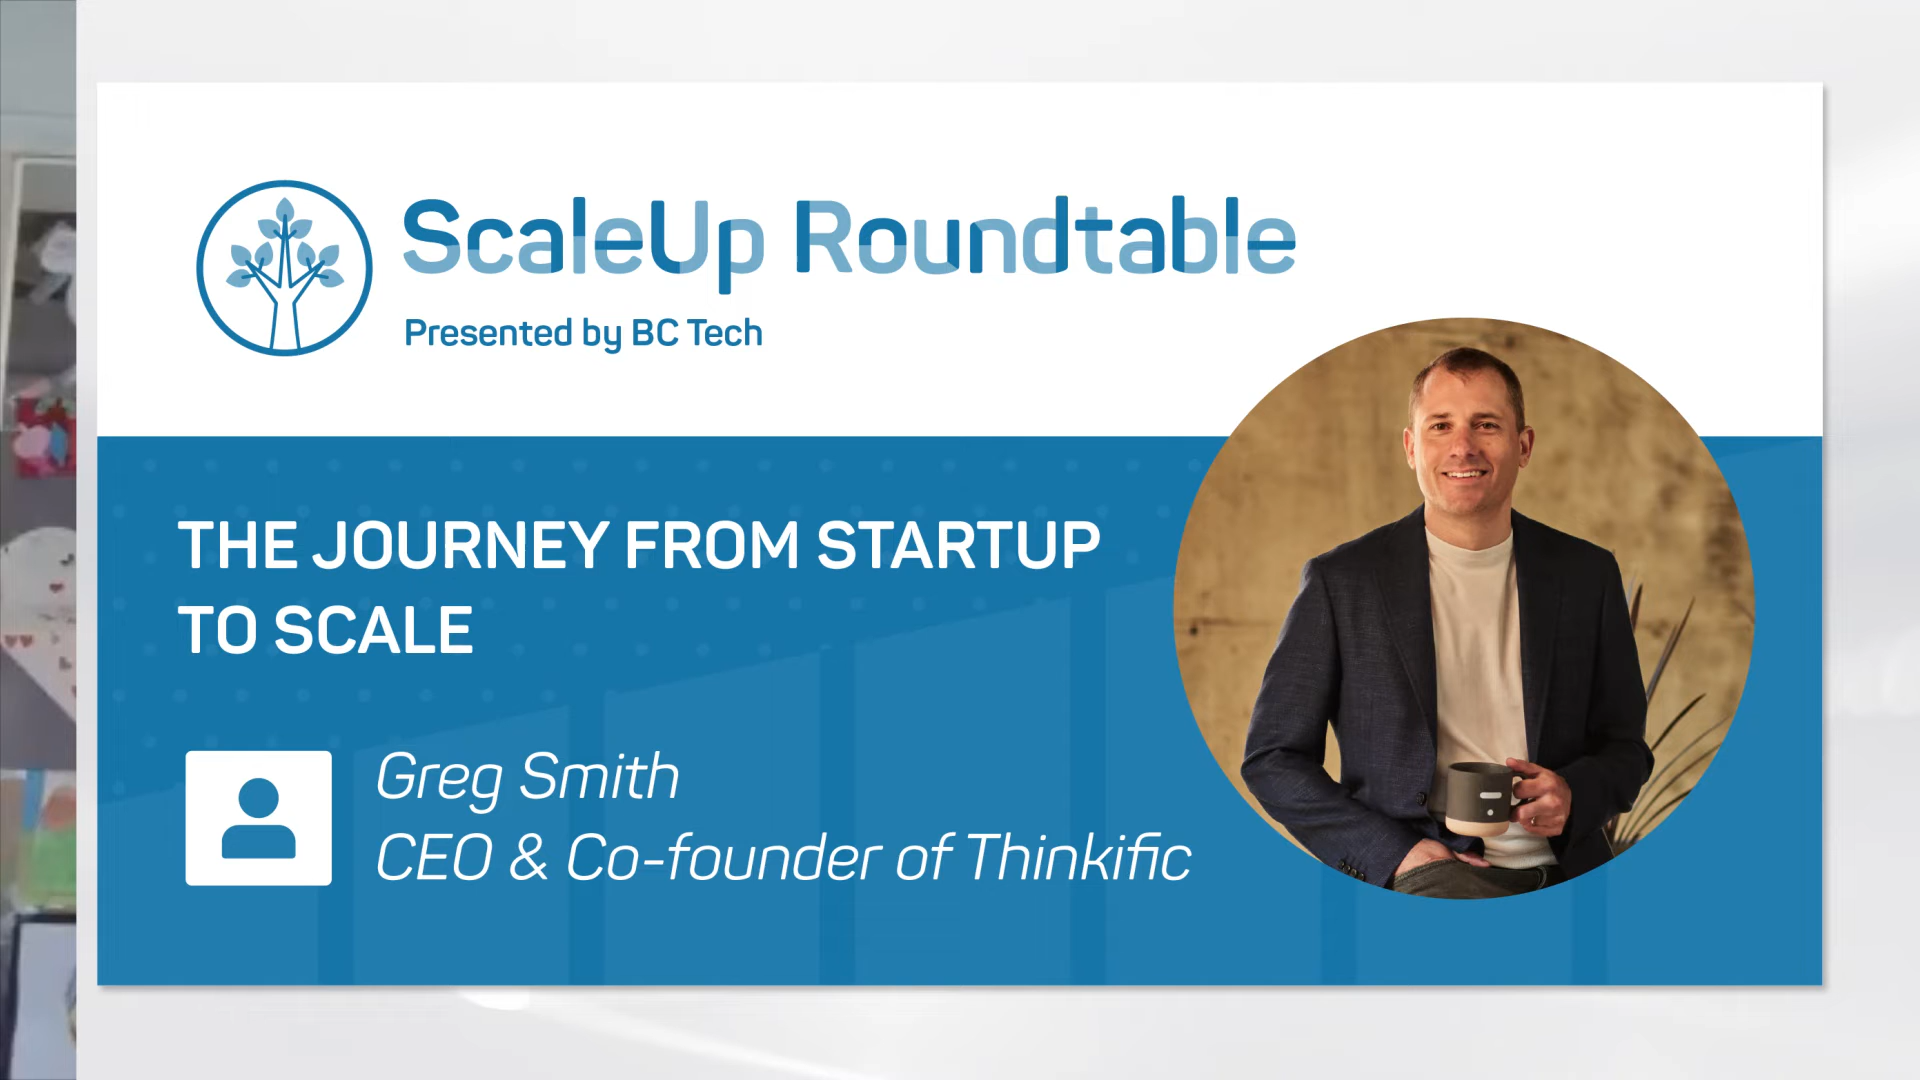 ScaleUp Roundtable
Presented by BC Tech
THE JOURNEY FROM STARTUP
TO SCALE
Greg Smith
CEO & Co-founder of Thinkific